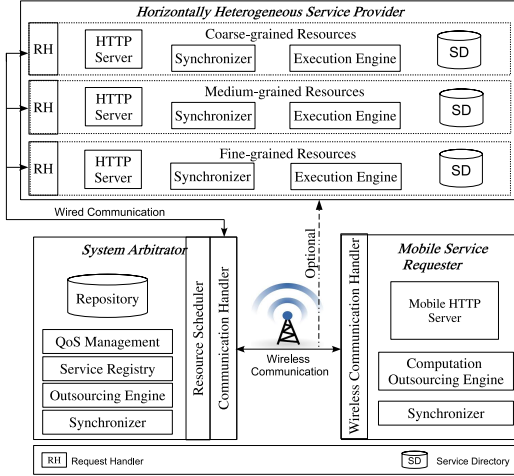 Horizontally Heterogeneous Service Provider
Coarse-grained Resources
RH
HTTP
Server
Synchronizer
Execution Engine
SD
Medium-grained Resources
RH
HTTP
Server
Synchronizer
Execution Engine
SD
Fine-grained Resources
RH
HTTP
Server
Synchronizer
Execution Engine
SD
Wired Communication
Optional
System Arbitrator
Repository
QoS Management
Service Registry
Outsourcing Engine
Synchronizer
Resource Scheduler
Communication Handler
Wireless
Communication
Wireless Communication Handler
Mobile Service
Requester
Mobile HTTP
Server
Computation
Outsourcing Engine
Synchronizer
RH
Request Handler
SD
Service Directory